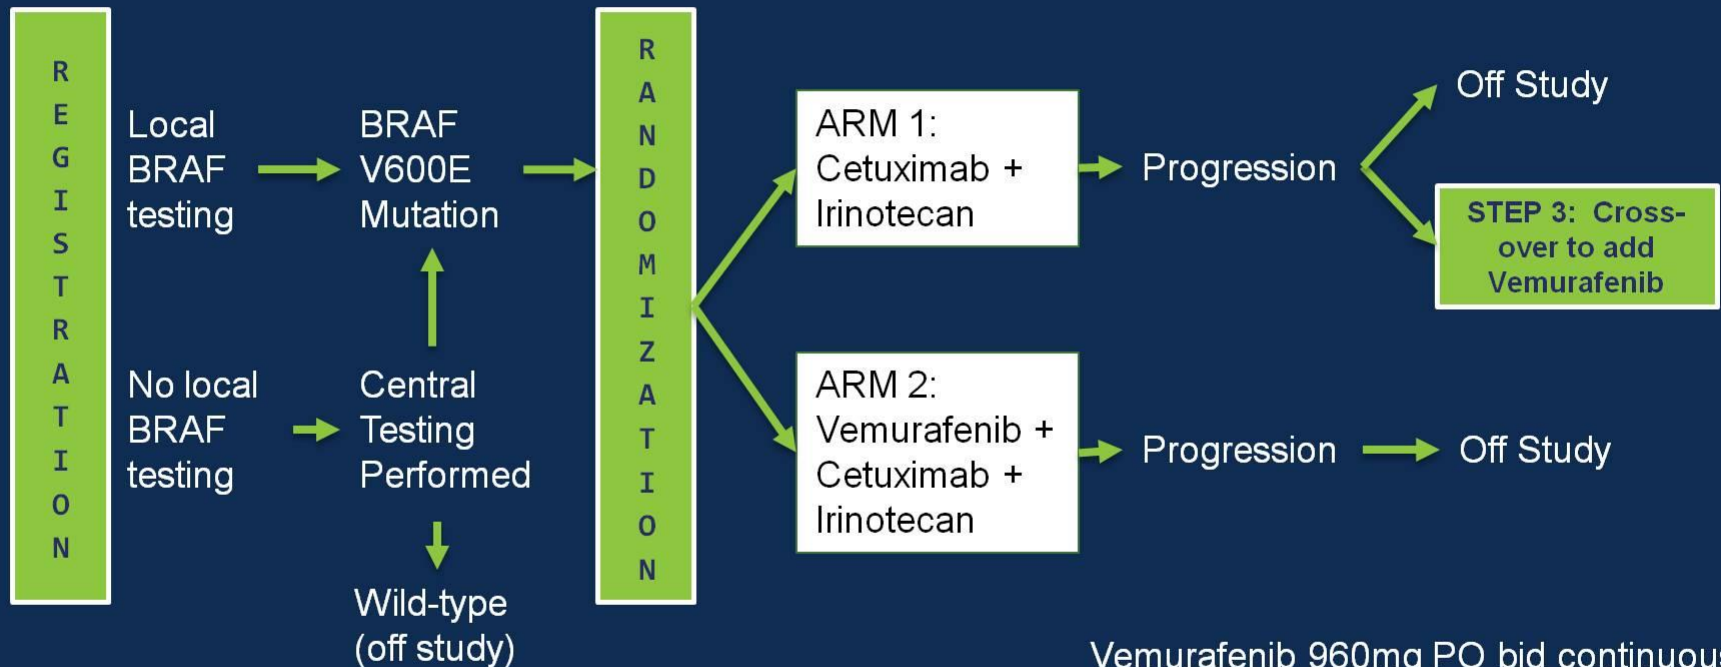 REGISTRATION
Local
BRAF
testing
BRAF
V600E
Mutation
No local
BRAF
testing
Central
Testing
Performed
Wild-type
(off study)
RANDOMIZATION
ARM 1:
Cetuximab +
Irinotecan
Progression
Off Study
STEP 3: Cross-
over to add
Vemurafenib
ARM 2:
Vemurafenib +
Cetuximab +
Irinotecan
Progression
Off Study
Vemurafenib 960mg PO bid